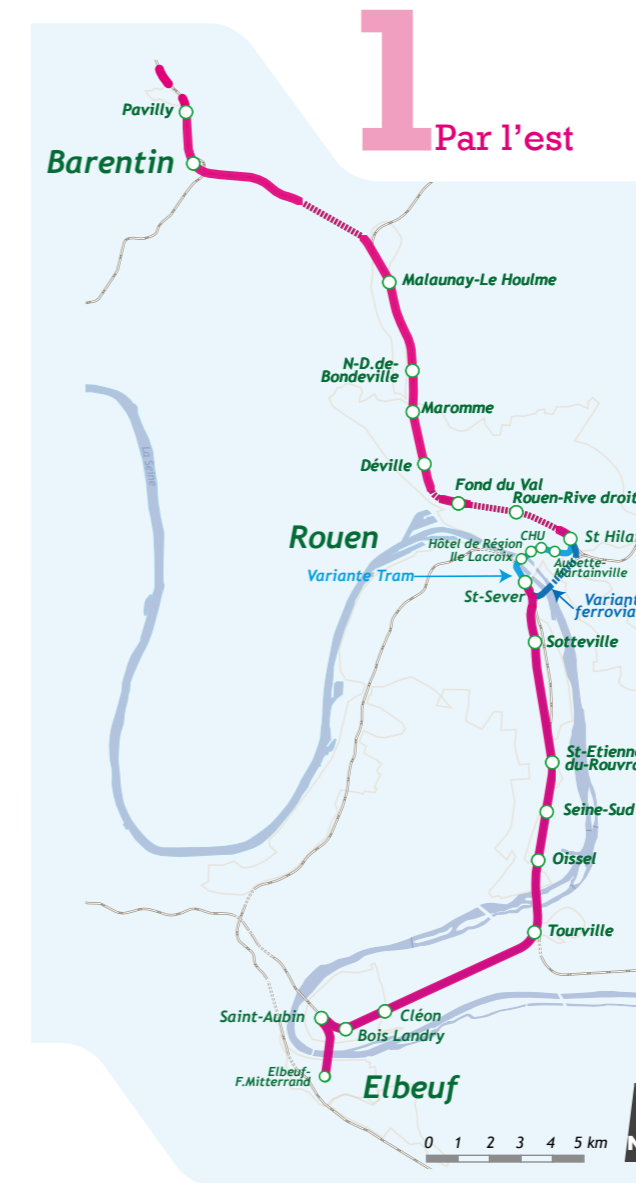 1
Par l'est
Pavilly
Barentin
Malaunay-Le Houlme
N-D.de-
Bondeville
Maromme
Déville
Fond du Val
Rouen-Rive droit
Rouen
CHU
St Hilai
Hôtel de Région
Ile Lacroix
Aubette-
Martainville
Variante Tram
St-Sever
Variant
ferrovia
La Seine
Sotteville
St-Etienne
du-Rouvra
Seine-Sud
Oissel
Tourville
Saint-Aubin
Cléon
Bois Landry
Elbeuf-
F.Mitterrand
Elbeuf
0 1 2 3 4 5 km
N